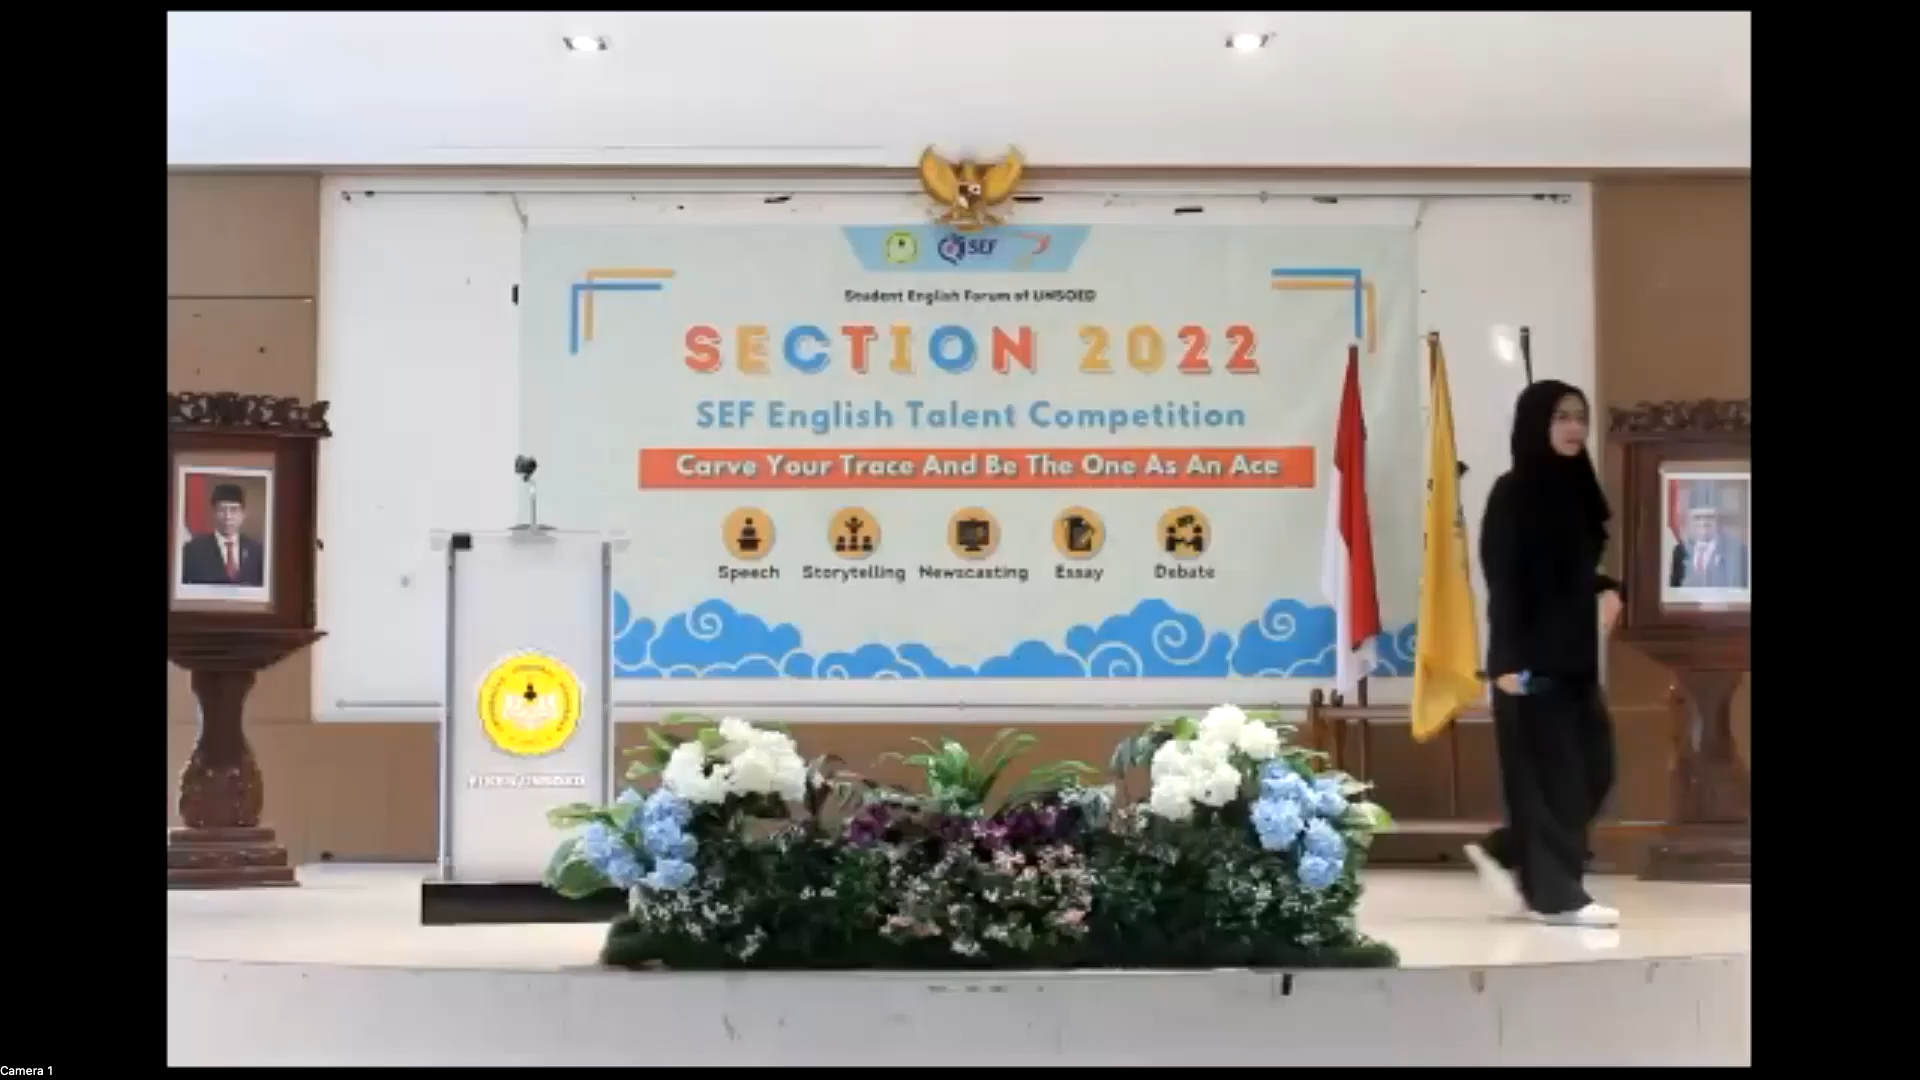 SEF
Student English Forum of UNSOED
SECTION 2022
SEF English Talent Competition
Carve Your Trace And Be The One As An Ace
Speech Storytelling Newscasting Essay Debate
Camera 1